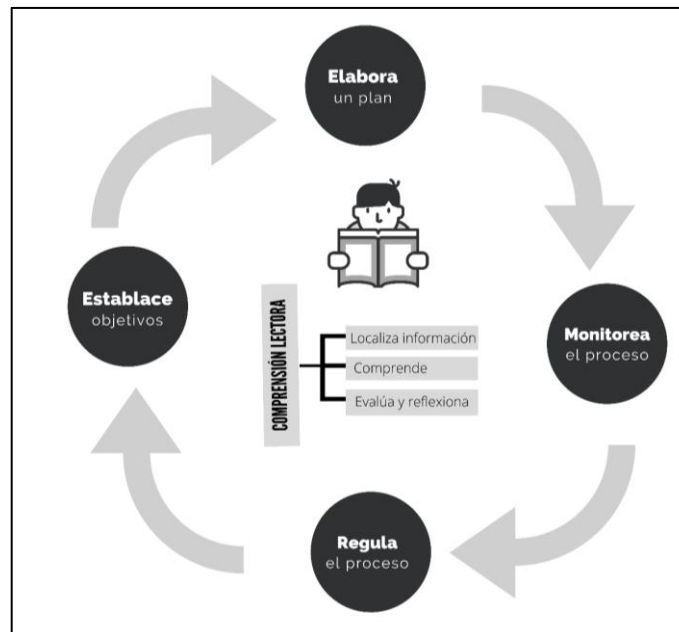 Elabora
un plan
Establace
objetivos
Monitorea
el proceso
COMPRENSIÓN LECTORA
Localiza información
Comprende
Evalúa y reflexiona
Regula
el proceso